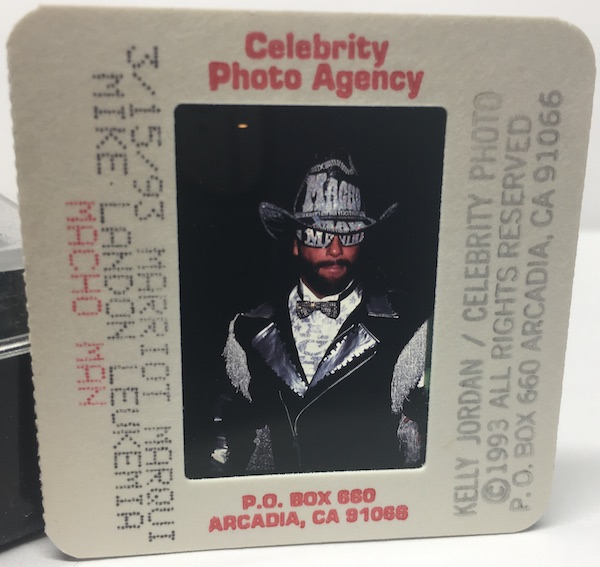 Celebrity
Photo Agency
3/15/93 MARRIOT MARQUI
MIKE LANDON LEUKEMIA
MACHO MAN
MACHO
MAN
P.O. BOX 660
ARCADIA, CA 91066
KELLY JORDAN / CELEBRITY PHOTO
©1993 ALL RIGHTS RESERVED
P.O. BOX 660 ARCADIA, CA 91066